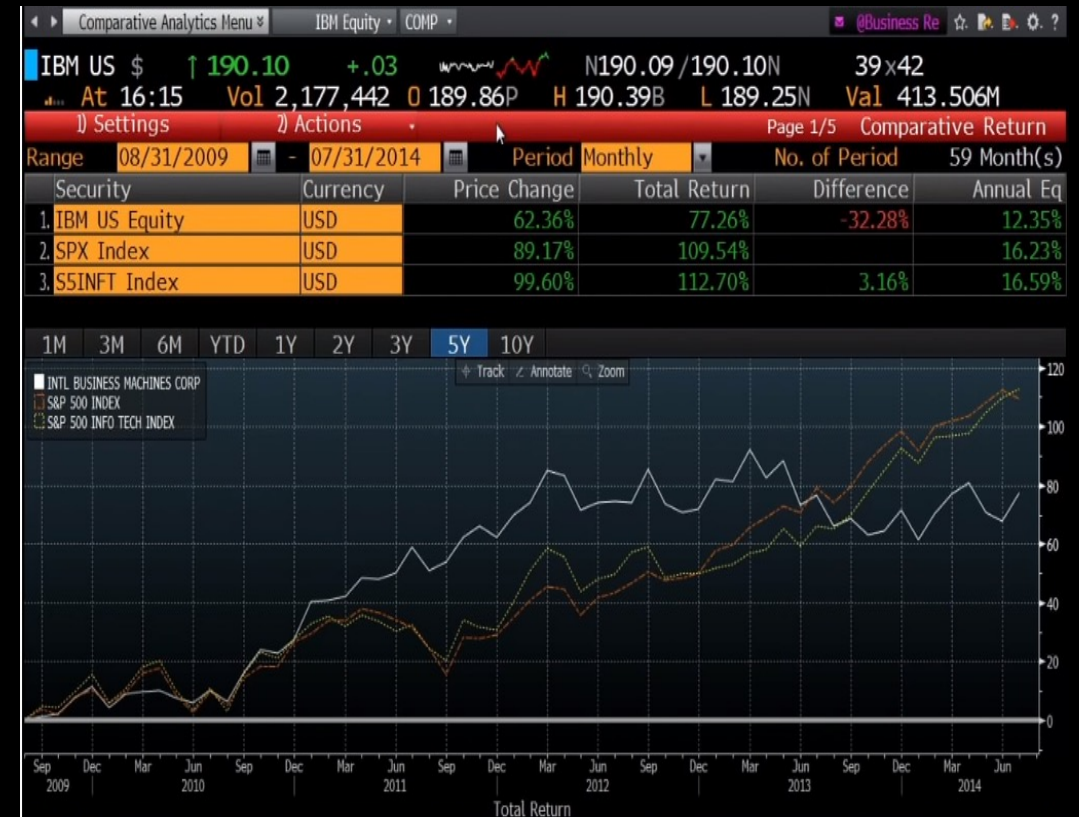 Comparative Analytics Menu IBM Equity COMP @Business Re ?
IBM US $ ↑ 190.10 +.03 N190.09/190.10N 39x42
At 16:15 Vol 2,177,442 O 189.86P H 190.39B L 189.25N Val 413.506M
1) Settings 2) Actions Page 1/5 Comparative Return
Range 08/31/2009 - 07/31/2014 Period Monthly No. of Period 59 Month(s)
Security Currency Price Change Total Return Difference Annual Eq
1. IBM US Equity USD 62.36% 77.26% -32.28% 12.35%
2. SPX Index USD 89.17% 109.54% 16.23%
3. S5INFT Index USD 99.60% 112.70% 3.16% 16.59%
1M 3M 6M YTD 1Y 2Y 3Y 5Y 10Y
Track Annotate Zoom
INTL BUSINESS MACHINES CORP
S&P 500 INDEX
S&P 500 INFO TECH INDEX
120
100
80
60
40
20
0
Sep Dec Mar Jun Sep Dec Mar Jun Sep Dec Mar Jun Sep Dec Mar Jun Sep Dec Mar Jun
2009 2010 2011 2012 2013 2014
Total Return